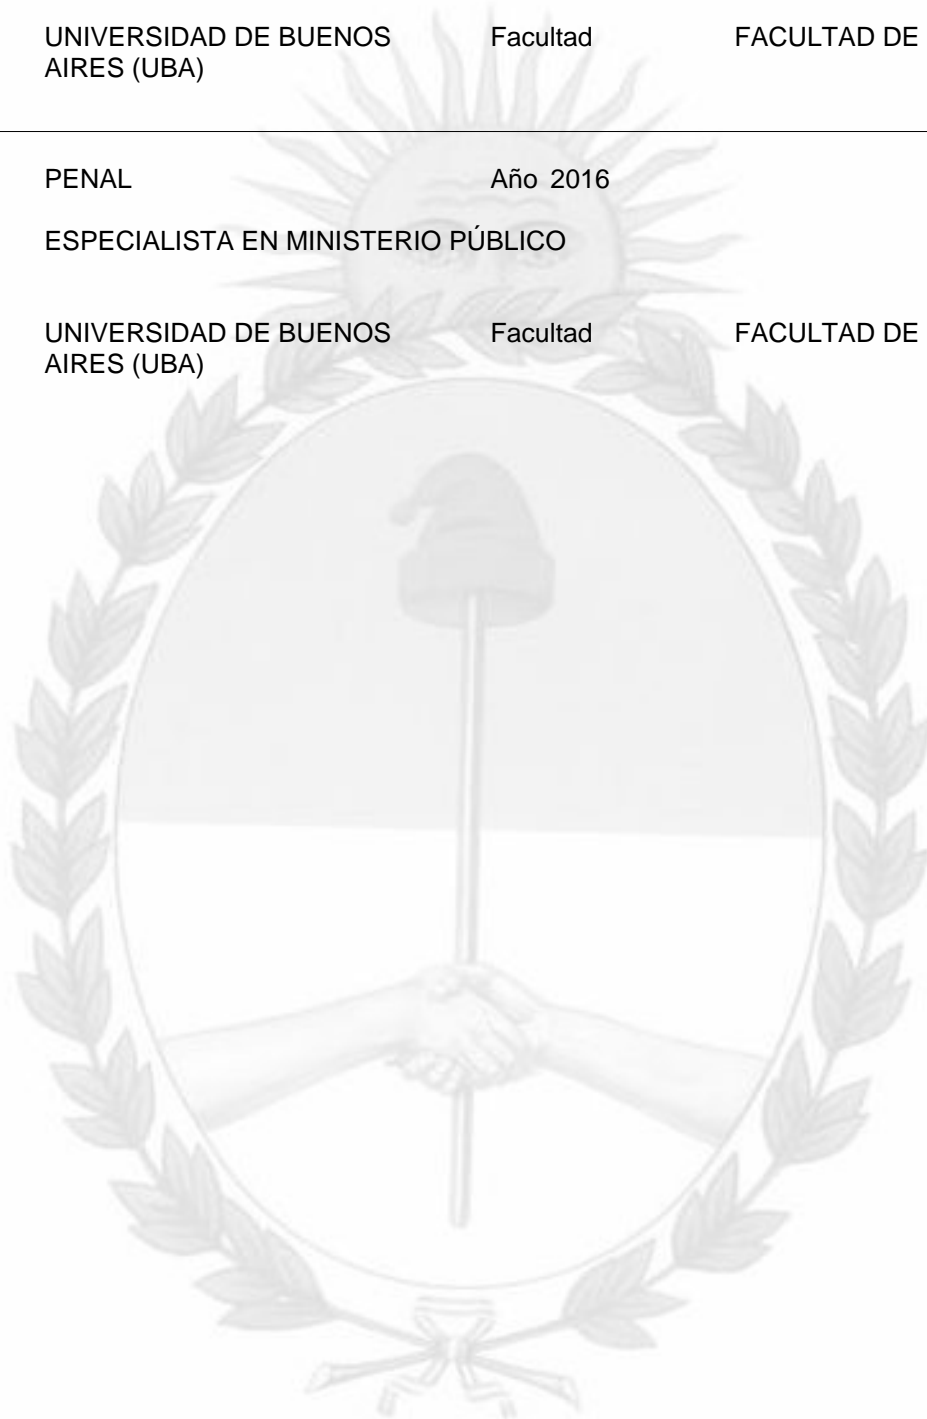 UNIVERSIDAD DE BUENOS Facultad FACULTAD DE
AIRES (UBA)
PENAL Año 2016
ESPECIALISTA EN MINISTERIO PÚBLICO
UNIVERSIDAD DE BUENOS Facultad FACULTAD DE
AIRES (UBA)